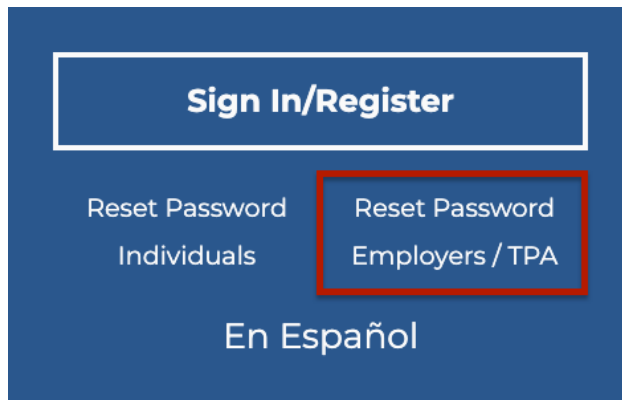 Sign In/Register
Reset Password
Individuals
Reset Password
Employers / TPA
En Español